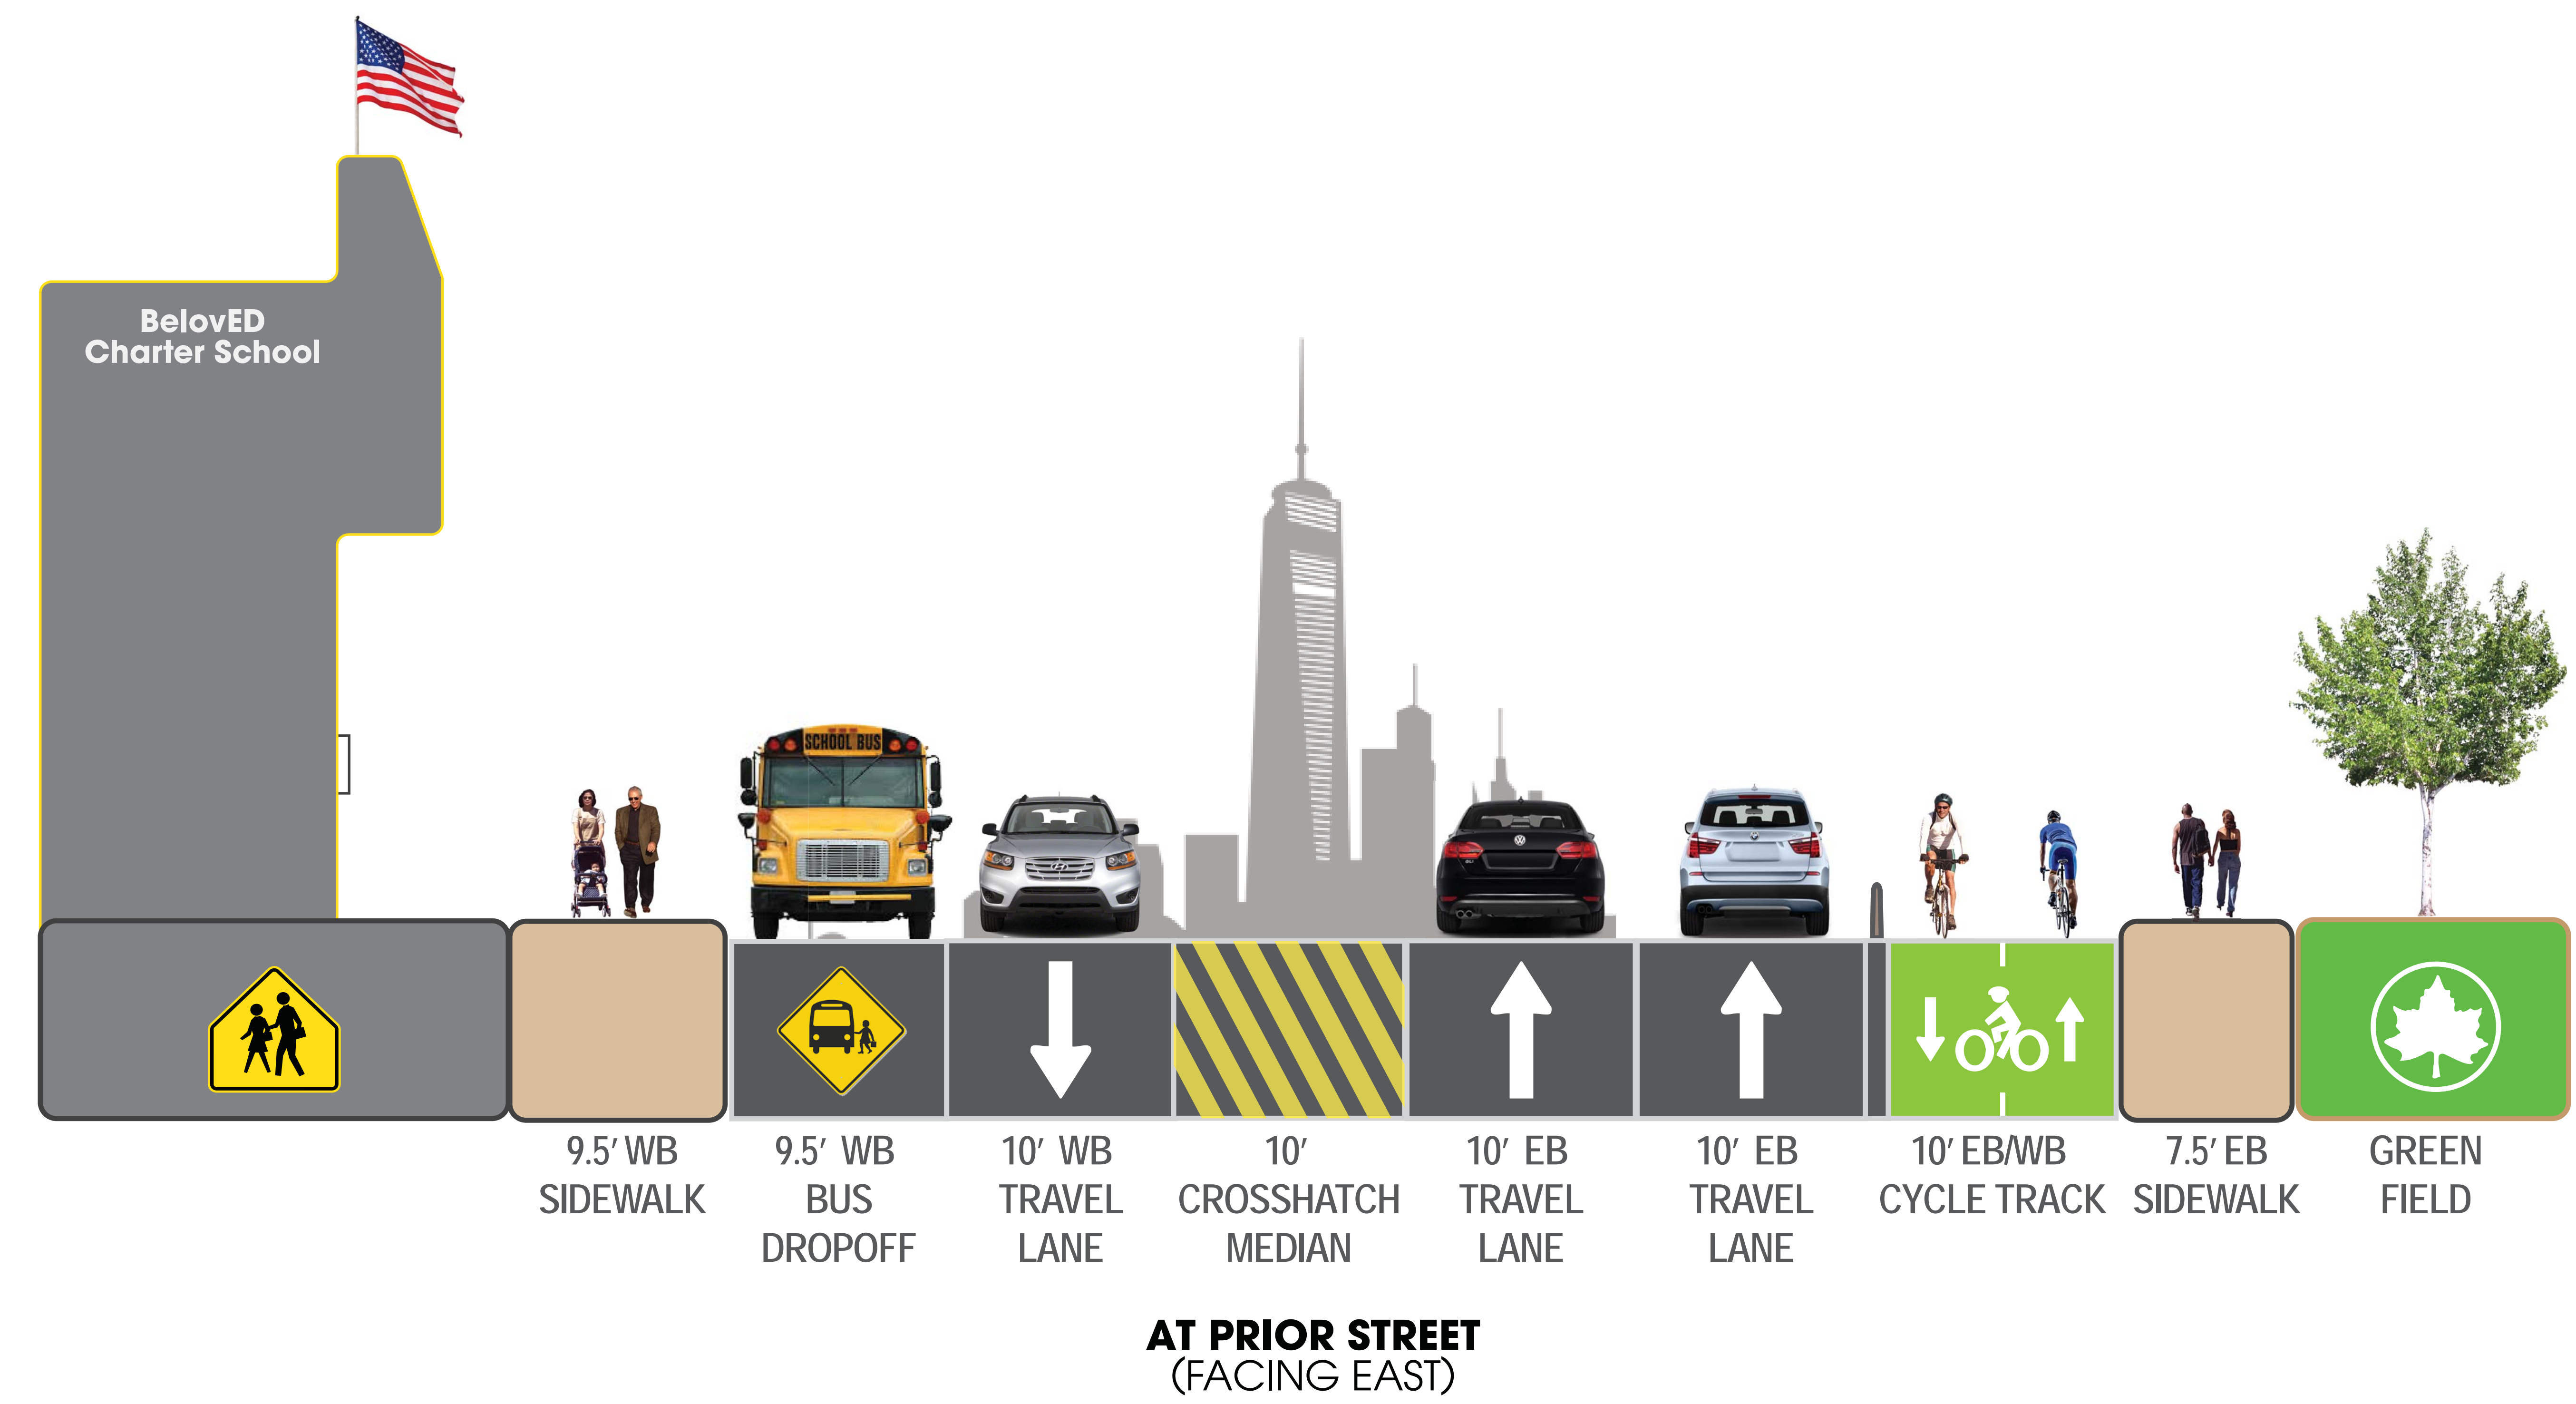 BelovED
Charter School
SCHOOL BUS
9.5' WB
SIDEWALK
9.5' WB
BUS
DROPOFF
10' WB
TRAVEL
LANE
10'
CROSSHATCH
MEDIAN
10' EB
TRAVEL
LANE
10' EB
TRAVEL
LANE
10' EB/WB
CYCLE TRACK
7.5' EB
SIDEWALK
GREEN
FIELD
AT PRIOR STREET
(FACING EAST)